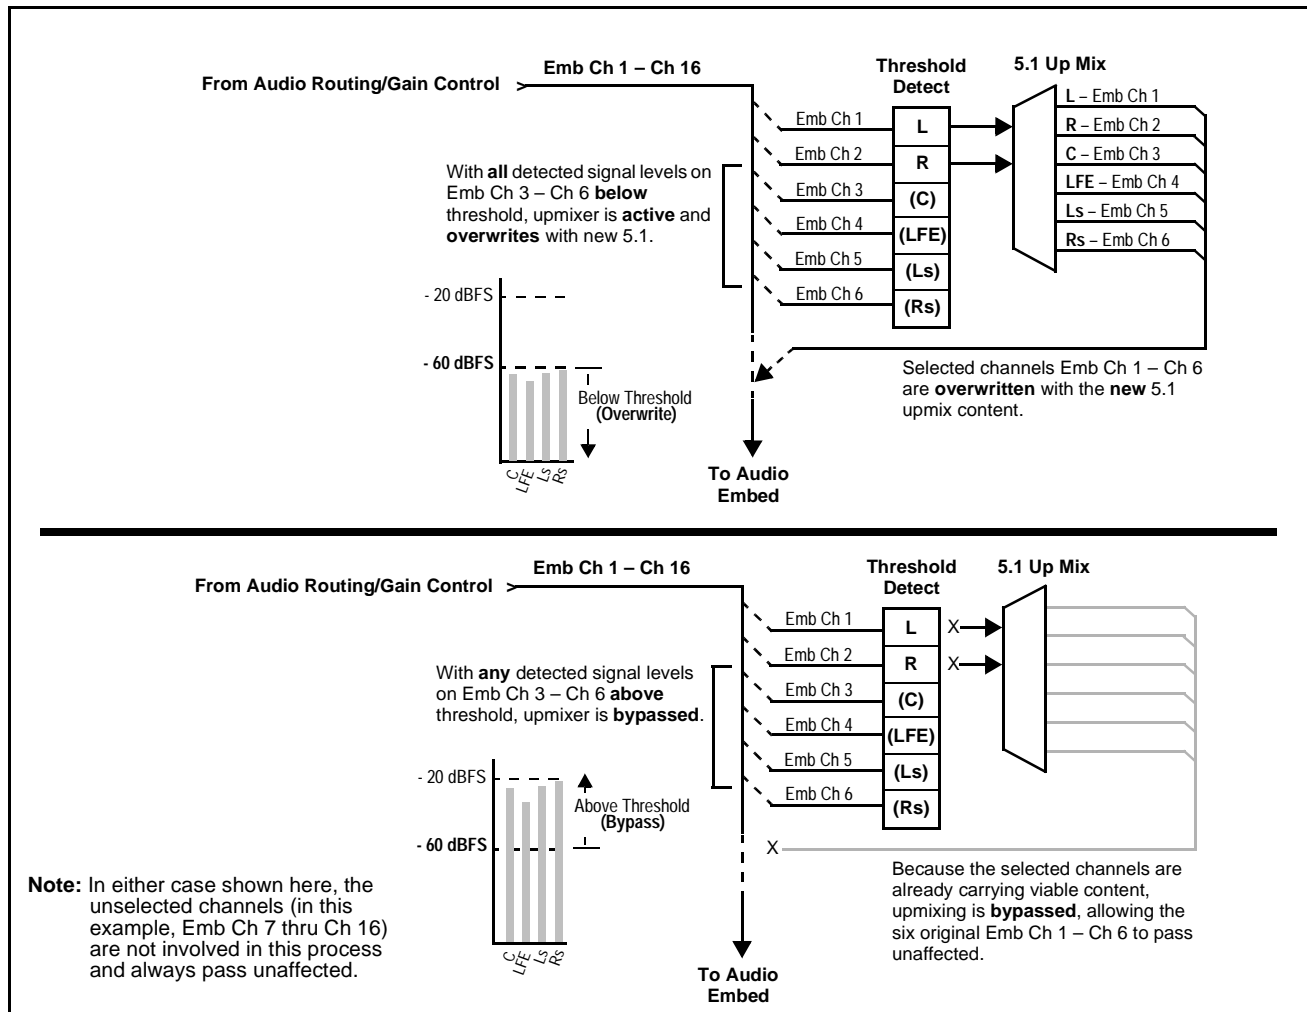 Emb Ch 1 – Ch 16
From Audio Routing/Gain Control
Threshold
Detect
5.1 Up Mix
Emb Ch 1
Emb Ch 2
Emb Ch 3
Emb Ch 4
Emb Ch 5
Emb Ch 6
L
R
(C)
(LFE)
(Ls)
(Rs)
L – Emb Ch 1
R – Emb Ch 2
C – Emb Ch 3
LFE – Emb Ch 4
Ls – Emb Ch 5
Rs – Emb Ch 6
With all detected signal levels on
Emb Ch 3 – Ch 6 below
threshold, upmixer is active and
overwrites with new 5.1.
- 20 dBFS
- 60 dBFS
Below Threshold
(Overwrite)
C
LFE
Ls
Rs
Selected channels Emb Ch 1 – Ch 6
are overwritten with the new 5.1
upmix content.
To Audio
Embed
Emb Ch 1 – Ch 16
From Audio Routing/Gain Control
Threshold
Detect
5.1 Up Mix
Emb Ch 1
Emb Ch 2
Emb Ch 3
Emb Ch 4
Emb Ch 5
Emb Ch 6
L
R
(C)
(LFE)
(Ls)
(Rs)
X
X
With any detected signal levels
on Emb Ch 3 – Ch 6 above
threshold, upmixer is bypassed.
- 20 dBFS
- 60 dBFS
Above Threshold
(Bypass)
C
LFE
Ls
Rs
X
Because the selected channels are
already carrying viable content,
upmixing is bypassed, allowing the
six original Emb Ch 1 – Ch 6 to pass
unaffected.
To Audio
Embed
Note: In either case shown here, the
unselected channels (in this
example, Emb Ch 7 thru Ch 16)
are not involved in this process
and always pass unaffected.